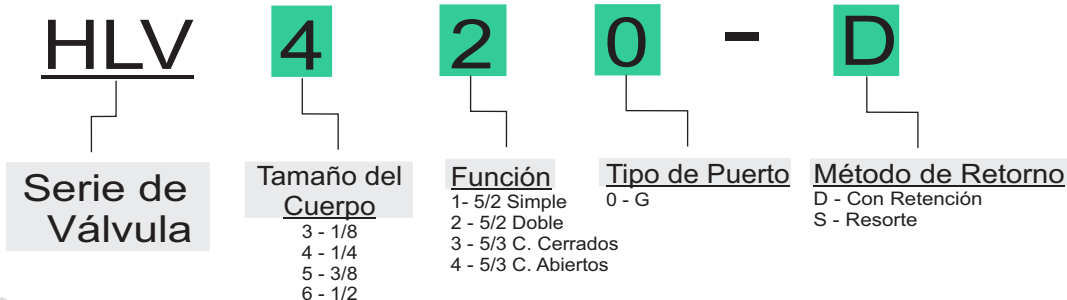 HLV 4 2 0 - D
Serie de
Válvula
Tamaño del
Cuerpo
3 - 1/8
4 - 1/4
5 - 3/8
6 - 1/2
Función
1- 5/2 Simple
2 - 5/2 Doble
3 - 5/3 C. Cerrados
4 - 5/3 C. Abiertos
Tipo de Puerto
0 - G
Método de Retorno
D - Con Retención
S - Resorte